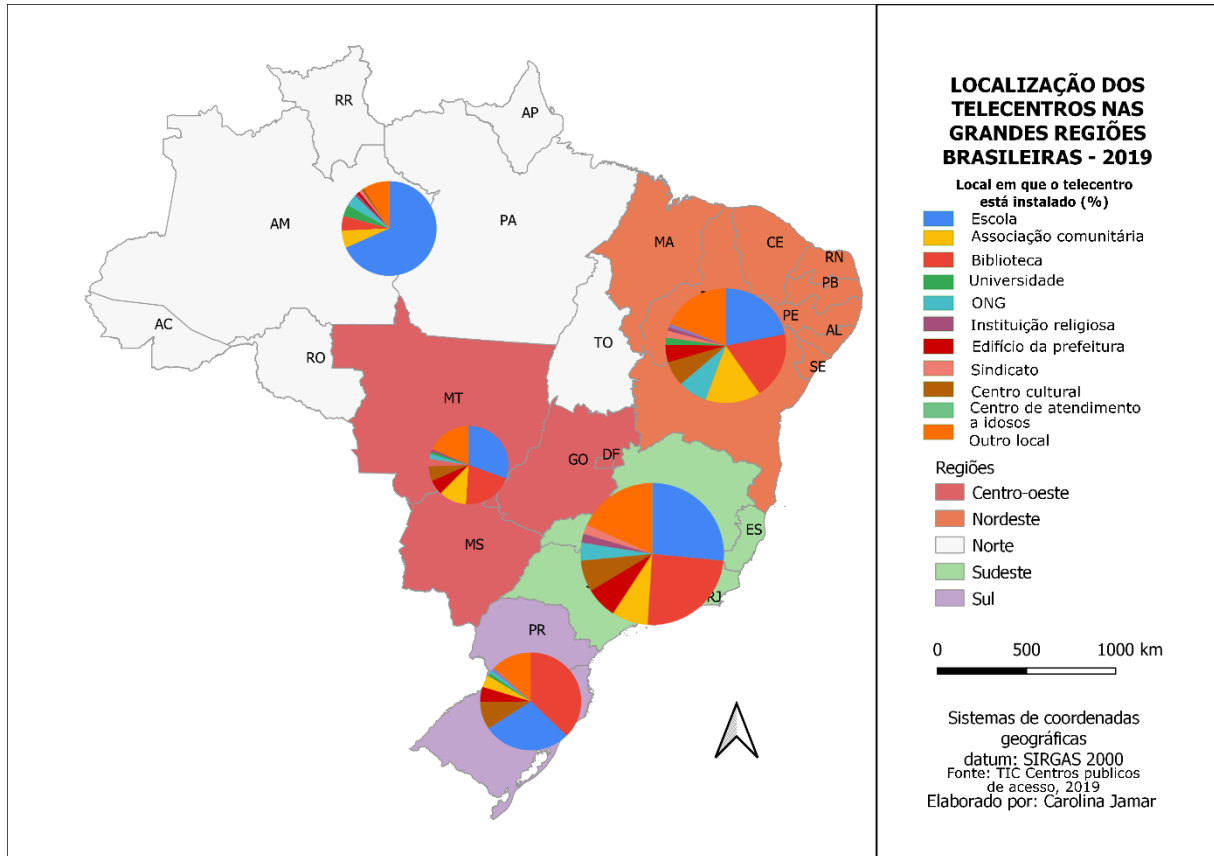 RR
AP
AM
PA
MA
CE
RN
PB
PE
AL
SE
AC
RO
TO
MT
GO
DF
MS
ES
RJ
PR
LOCALIZAÇÃO DOS
TELECENTROS NAS
GRANDES REGIÕES
BRASILEIRAS - 2019
Local em que o telecentro
está instalado (%)
Escola
Associação comunitária
Biblioteca
Universidade
ONG
Instituição religiosa
Edifício da prefeitura
Sindicato
Centro cultural
Centro de atendimento
a idosos
Outro local
Regiões
Centro-oeste
Nordeste
Norte
Sudeste
Sul
0 500 1000 km
Sistemas de coordenadas
geográficas
datum: SIRGAS 2000
Fonte: TIC Centros publicos
de acesso, 2019
Elaborado por: Carolina Jamar